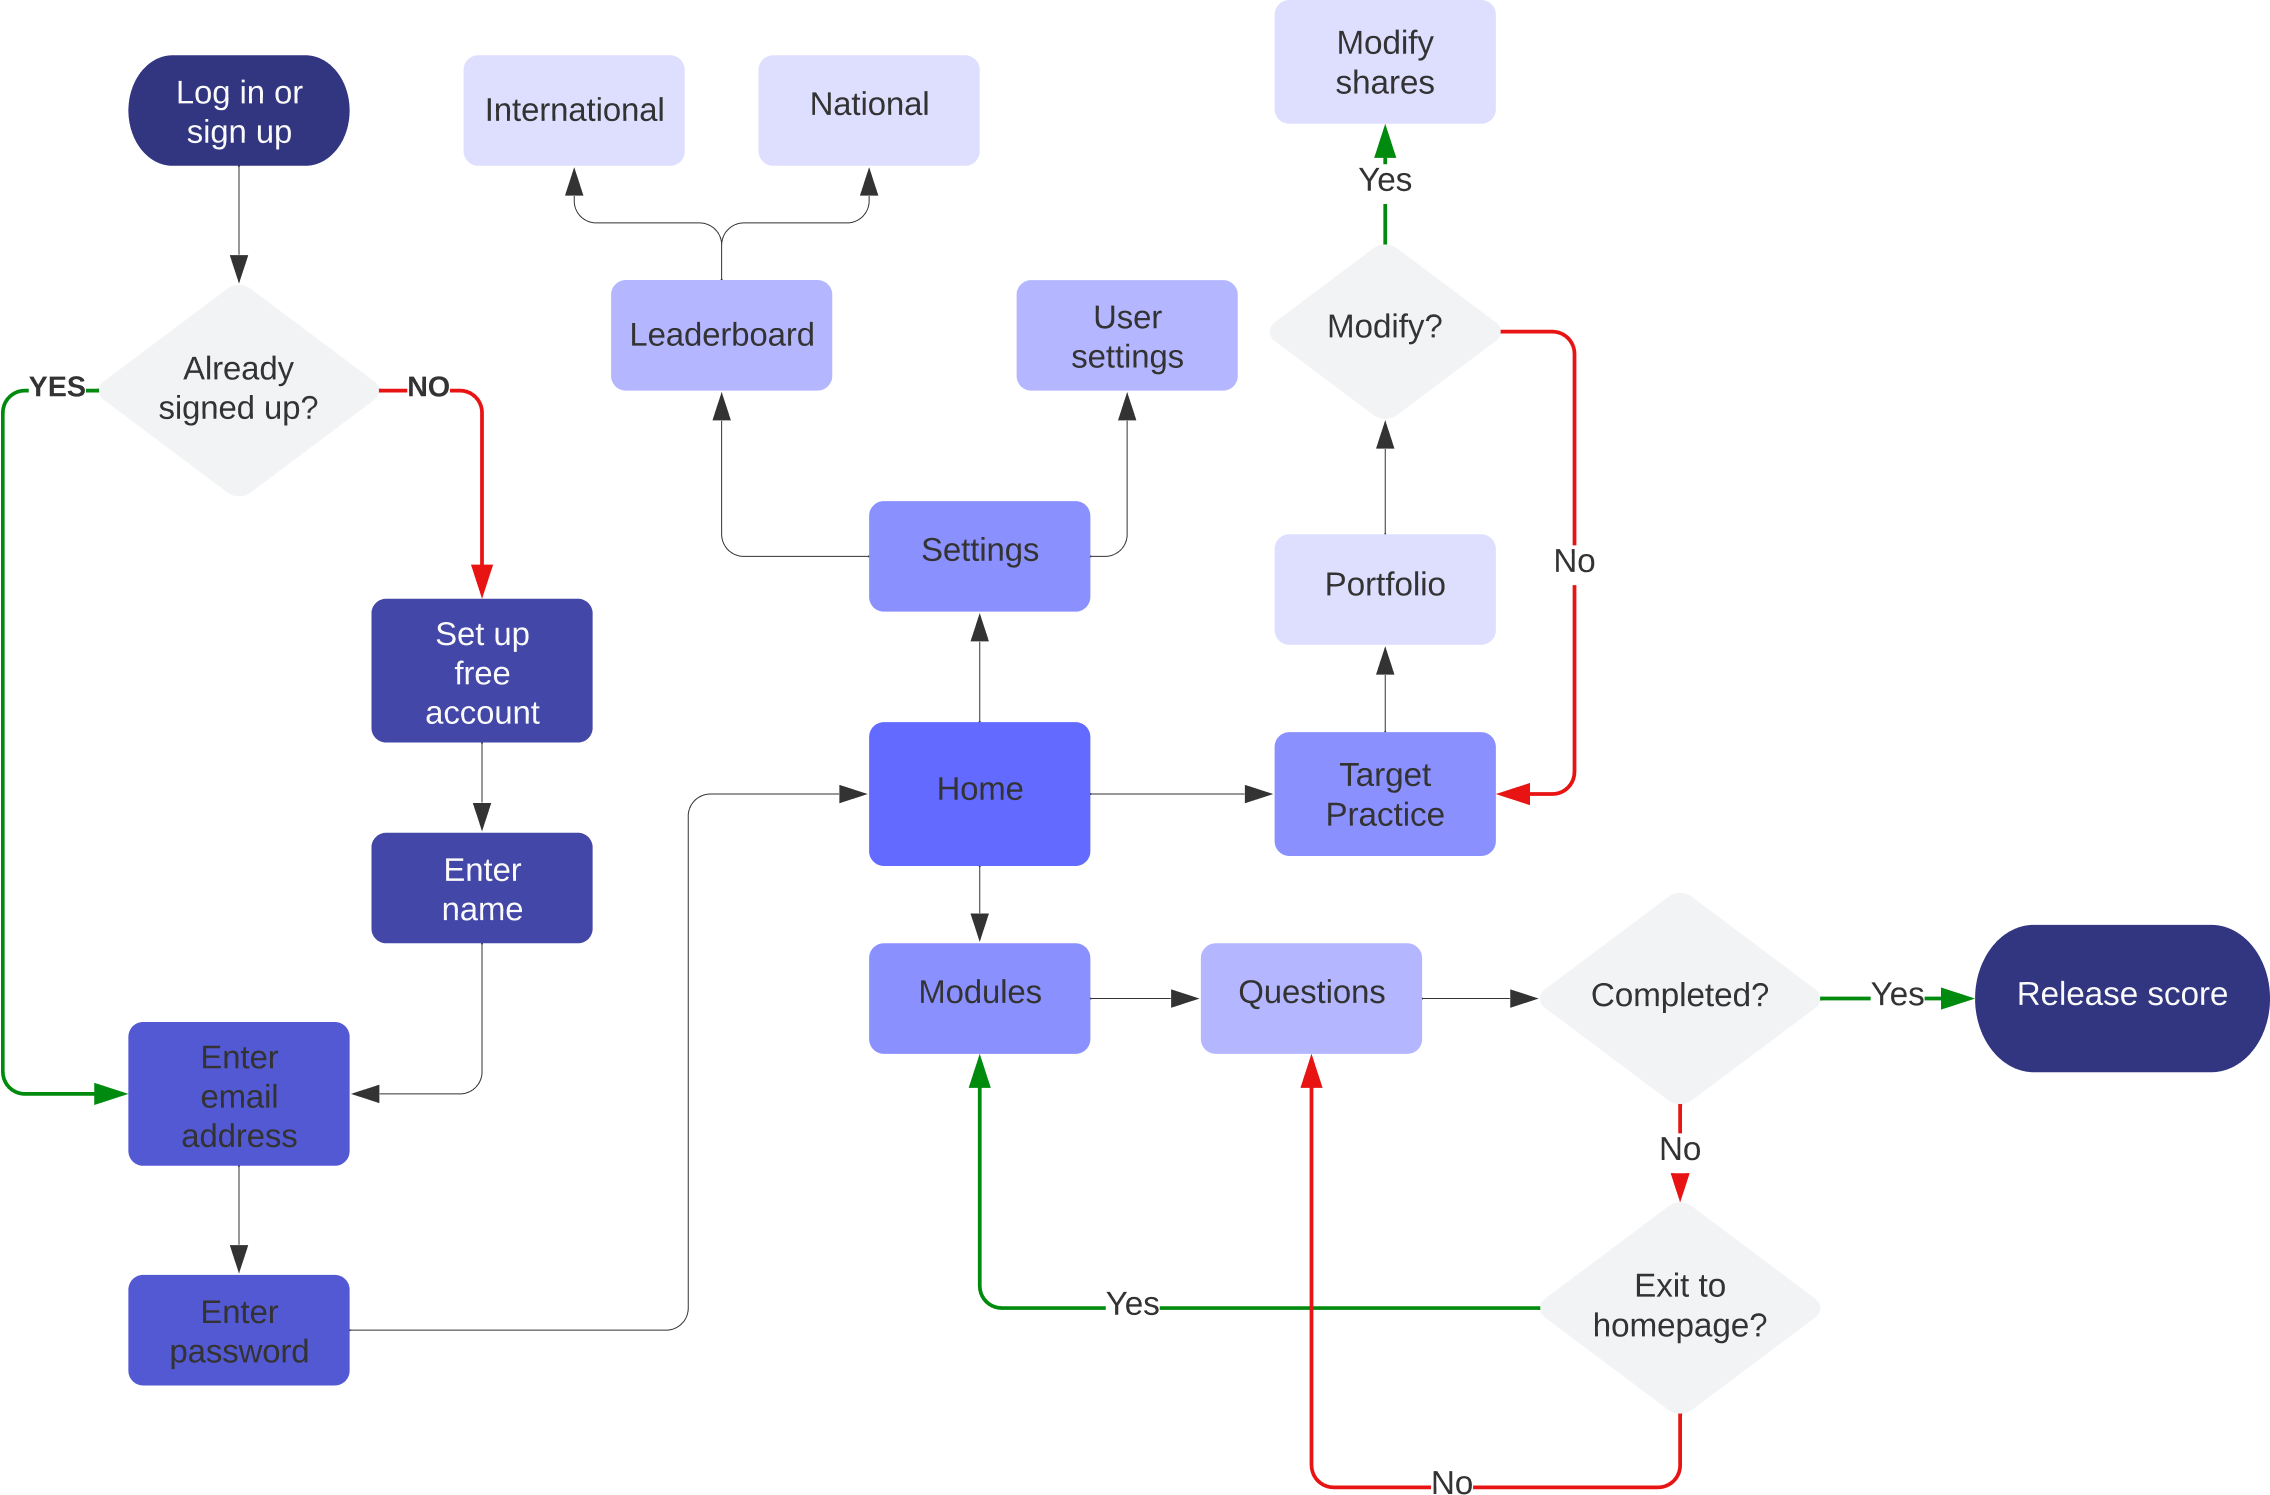 Log in or
sign up
International
National
Modify
shares
Yes
Already
signed up?
YES
NO
Leaderboard
User
settings
Modify?
No
Settings
Portfolio
Set up
free
account
Home
Target
Practice
Enter
name
Modules
Questions
Completed?
Yes
Release score
Enter
email
address
No
Enter
password
Yes
Exit to
homepage?
No